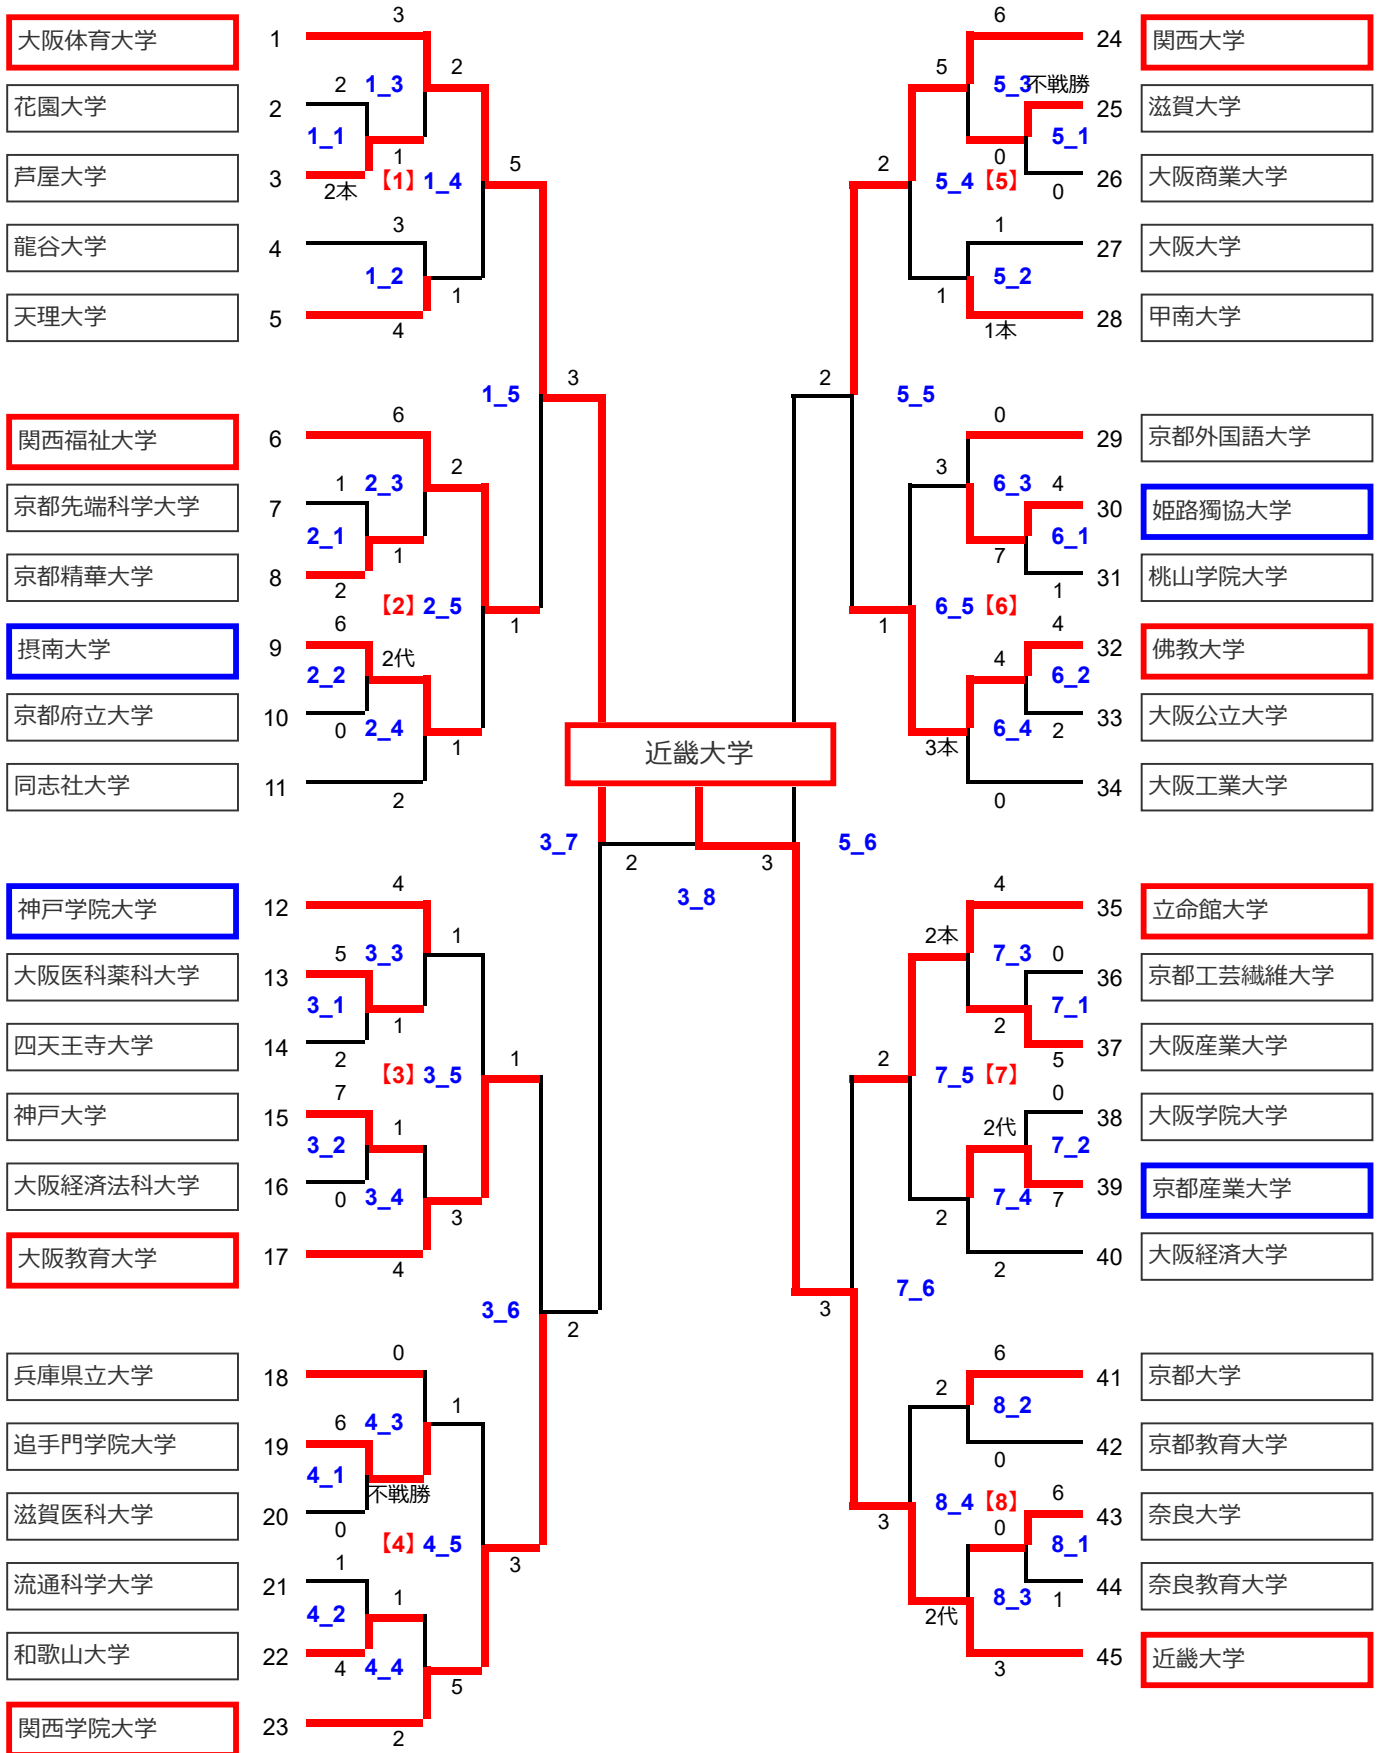 3
大阪体育大学 1
2
2 1_3
花園大学 2
1_1
1
5
芦屋大学 3
2本
【1】 1_4
3
龍谷大学 4
1_2
1
天理大学 5
4
1_5
3
6
関西福祉大学 6
2
1 2_3
京都先端科学大学 7
2_1
1
京都精華大学 8
2
【2】 2_5
1
6
摂南大学 9
2代
2_2
京都府立大学 10
0 2_4
1
同志社大学 11
2
近畿大学
3_7
2
3
5_6
3_8
4
神戸学院大学 12
1
5 3_3
大阪医科薬科大学 13
3_1
1
四天王寺大学 14
2
【3】 3_5
1
7
神戸大学 15
1
3_2
大阪経済法科大学 16
0 3_4
3
大阪教育大学 17
4
3_6
2
0
兵庫県立大学 18
1
6 4_3
追手門学院大学 19
4_1
不戦勝
滋賀医科大学 20
0
【4】 4_5
3
1
流通科学大学 21
1
4_2
和歌山大学 22
4 4_4
5
関西学院大学 23
2
6
24 関西大学
5
5_3 不戦勝
25 滋賀大学
5_1
0
2
5_4 【5】
26 大阪商業大学
0
1
27 大阪大学
5_2
1
28 甲南大学
1本
2
5_5
0
29 京都外国語大学
3
6_3 4
30 姫路獨協大学
6_1
7
31 桃山学院大学
1
1
6_5 【6】
4
32 佛教大学
4
6_2
33 大阪公立大学
6_4 2
3本
34 大阪工業大学
0
4
35 立命館大学
2本
7_3 0
36 京都工芸繊維大学
7_1
2
37 大阪産業大学
5
2
7_5 【7】
0
38 大阪学院大学
2代
7_2
39 京都産業大学
7_4 7
2
40 大阪経済大学
2
7_6
3
6
41 京都大学
2
8_2
42 京都教育大学
0
8_4 【8】
3
6
43 奈良大学
0
8_1
44 奈良教育大学
8_3 1
2代
45 近畿大学
3